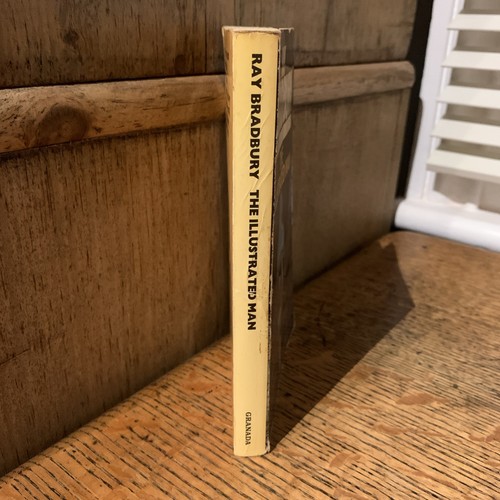 RAY BRADBURY THE ILLUSTRATED MAN
GRANADA